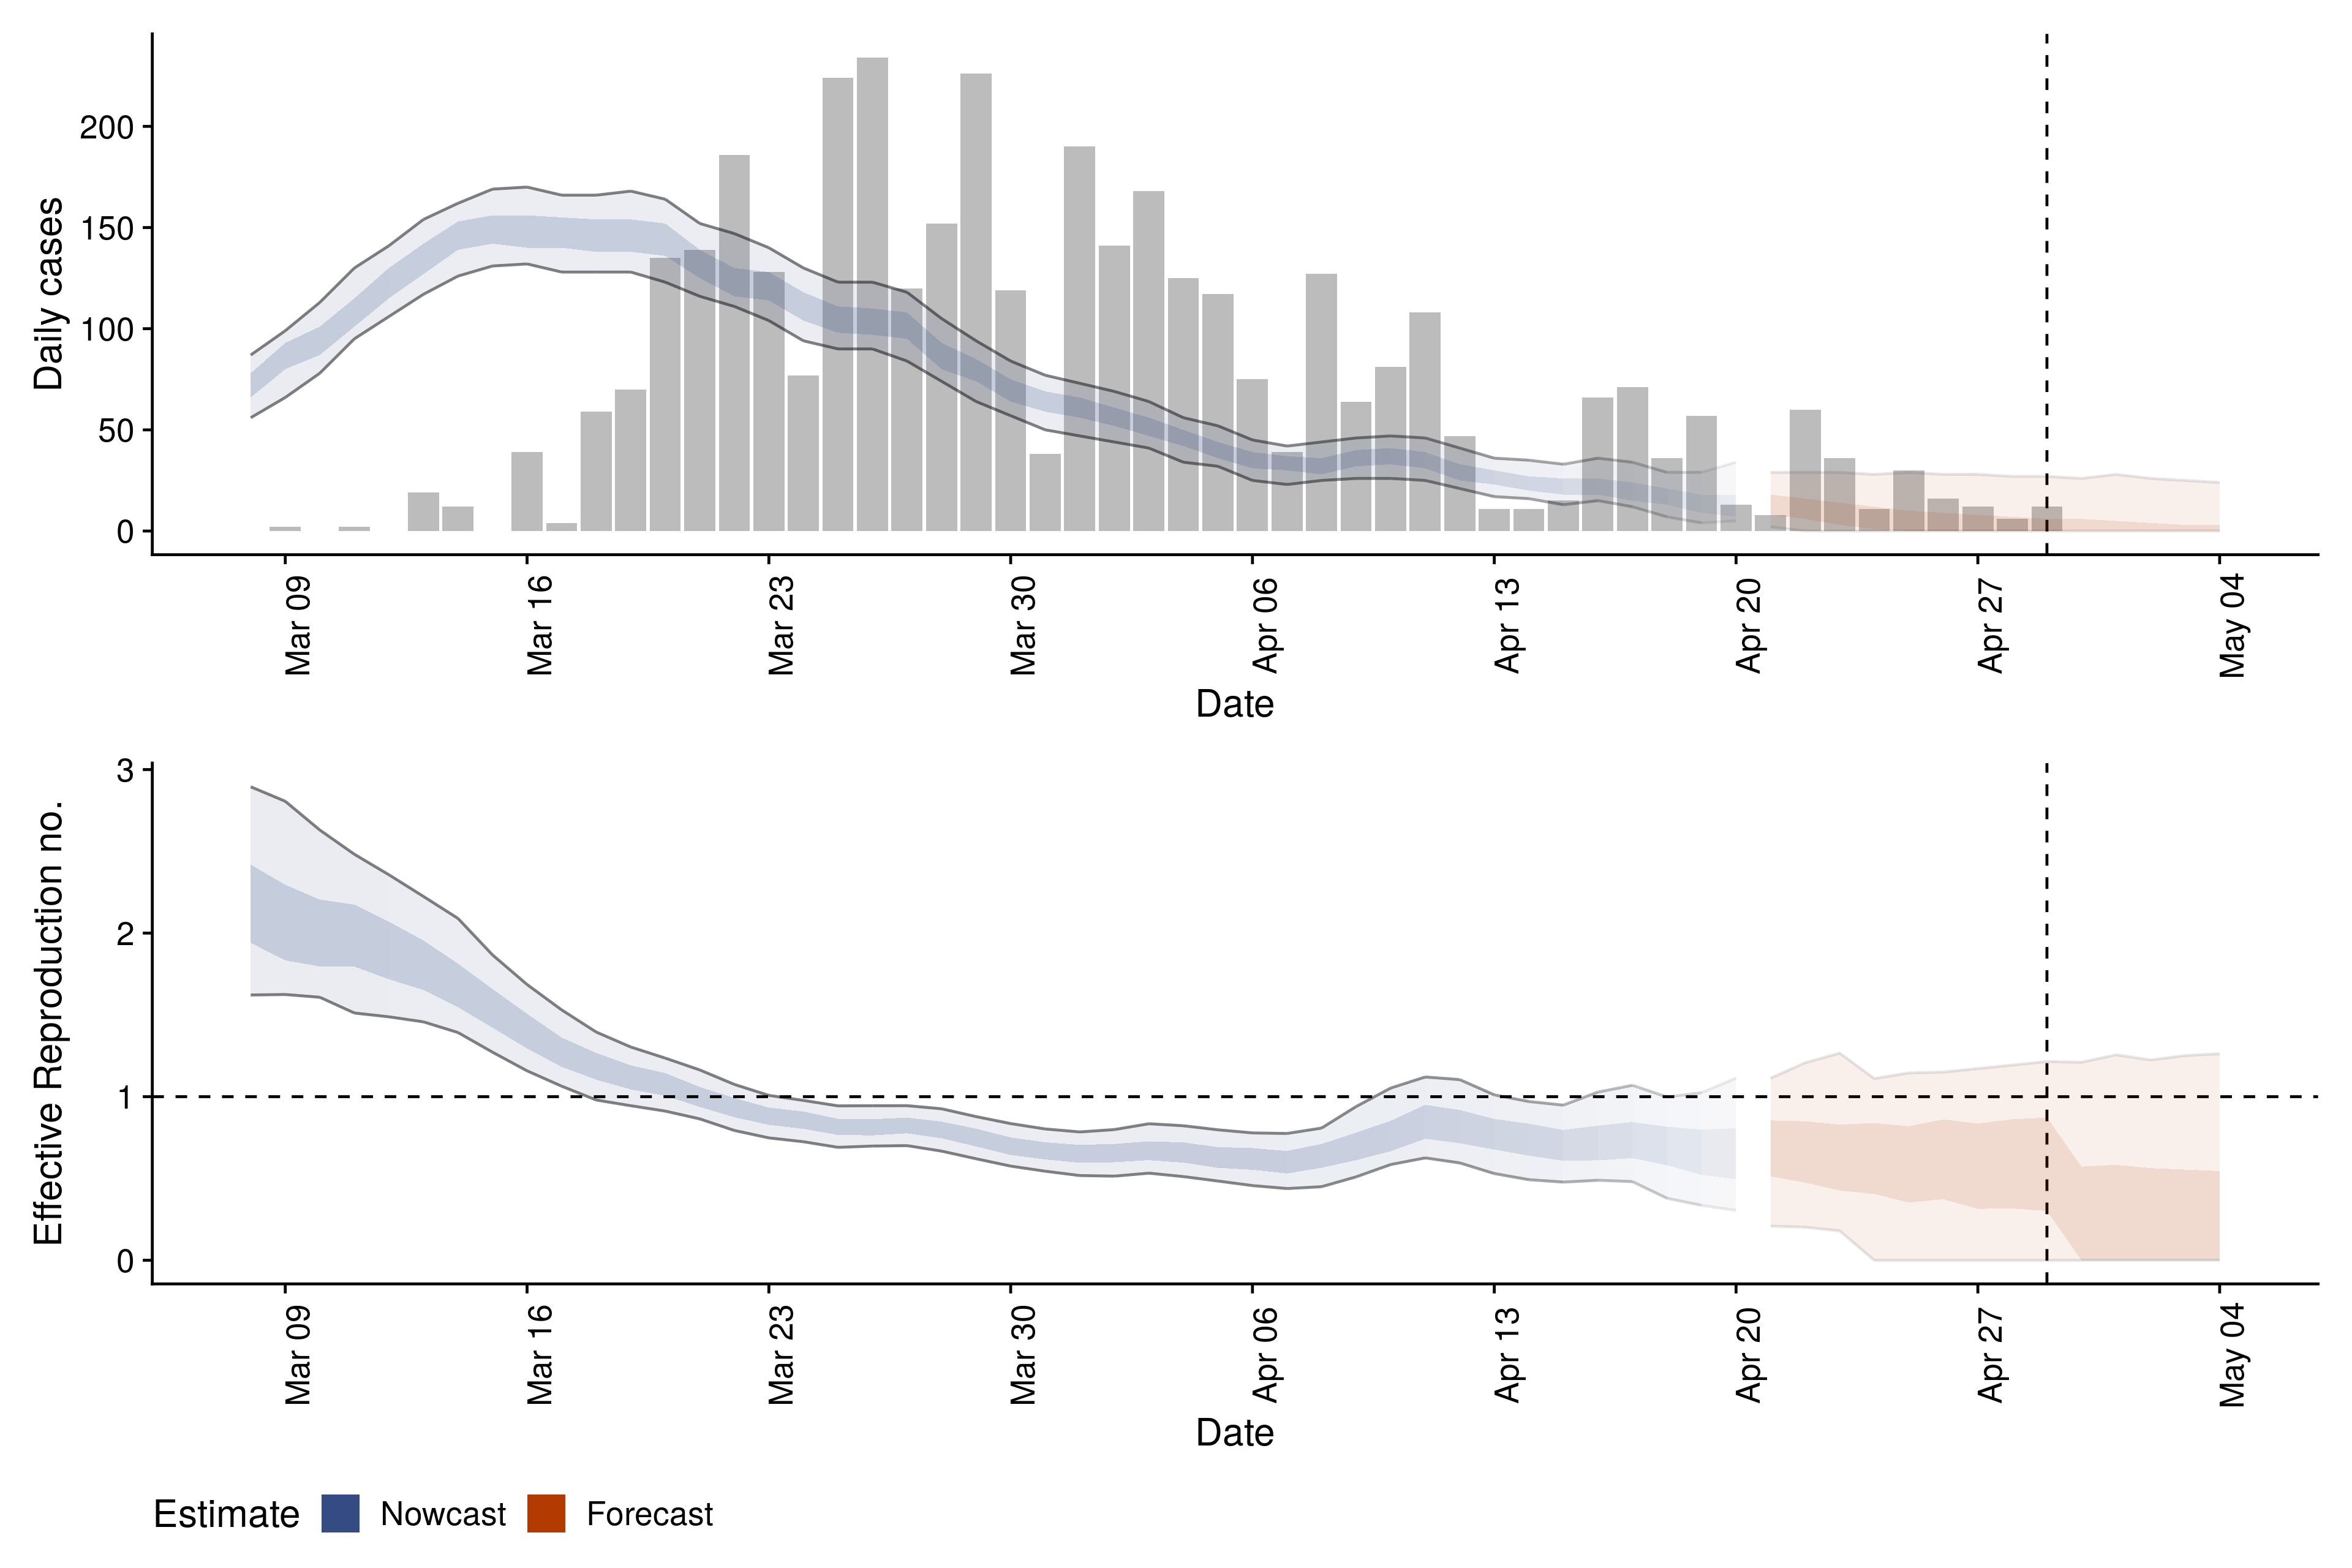 Daily cases
200
150
100
50
0
Mar 09
Mar 16
Mar 23
Mar 30
Apr 06
Apr 13
Apr 20
Apr 27
May 04
Date
Effective Reproduction no.
3
2
1
0
Mar 09
Mar 16
Mar 23
Mar 30
Apr 06
Apr 13
Apr 20
Apr 27
May 04
Date
Estimate Nowcast Forecast